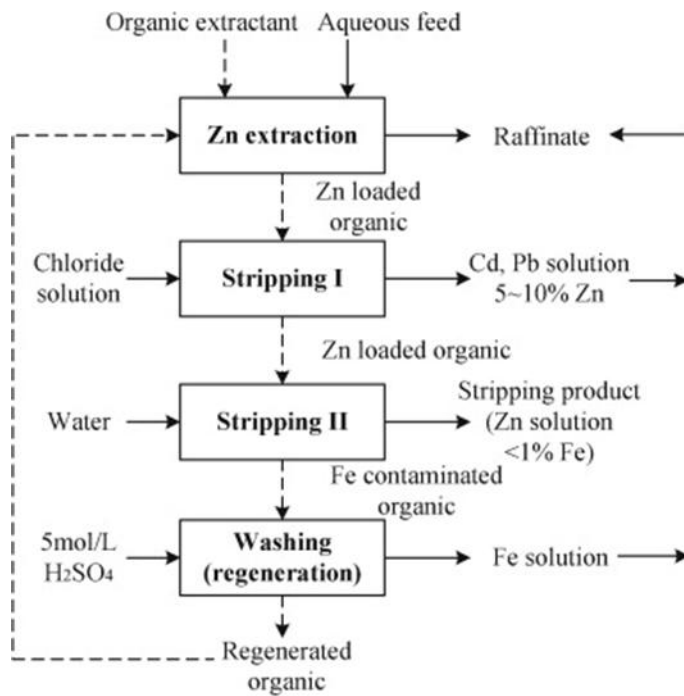 Organic extractant
Aqueous feed
Zn extraction
Raffinate
Zn loaded
organic
Chloride
solution
Stripping I
Cd, Pb solution
5~10% Zn
Zn loaded organic
Water
Stripping II
Stripping product
(Zn solution
<1% Fe)
Fe contaminated
organic
5mol/L
H₂SO₄
Washing
(regeneration)
Fe solution
Regenerated
organic